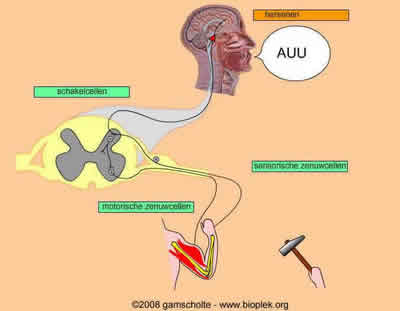 hersenen
AUU
schakelcellen
sensorische zenuwcellen
motorische zenuwcellen
©2008 gamscholte - www.bioplek.org